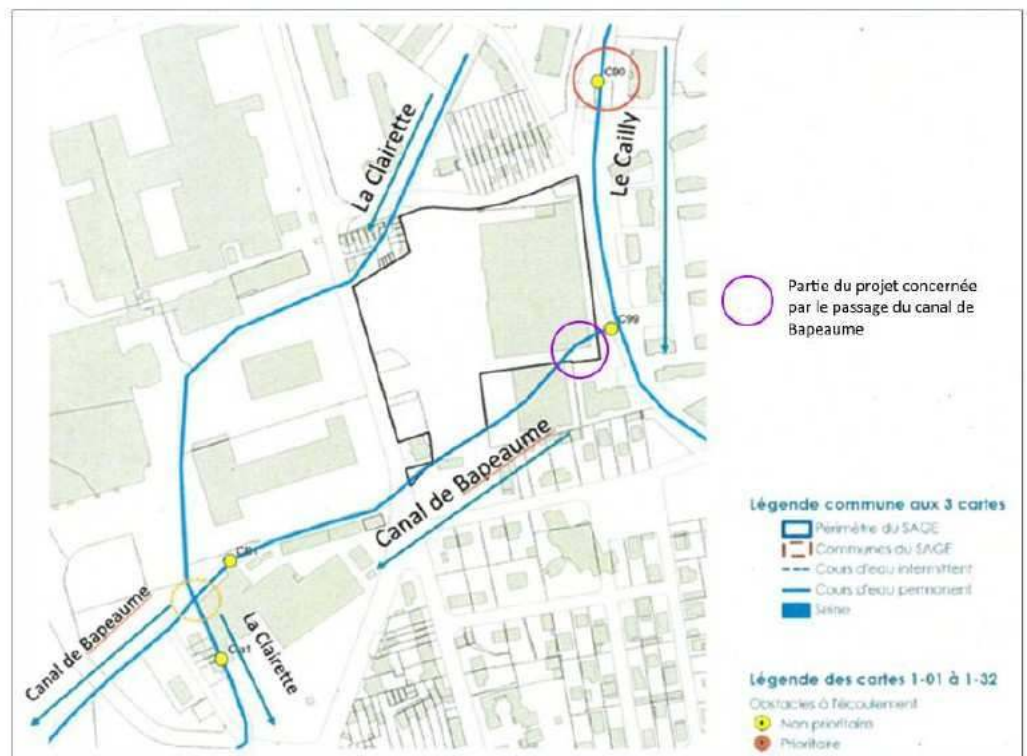 C90
La Clairette
Le Cailly
C99
Partie du projet concernée
par le passage du canal de
Bapeaume
Canal de Bapeaume
Canal de Bapeaume
La Clairette
Légende commune aux 3 cartes
Périmètre du SAGE
Communes du SAGE
Cours d'eau intermittent
Cours d'eau permanent
Seine
Légende des cartes 1-01 à 1-32
Obstacles à l'écoulement
Non prioritaire
Prioritaire